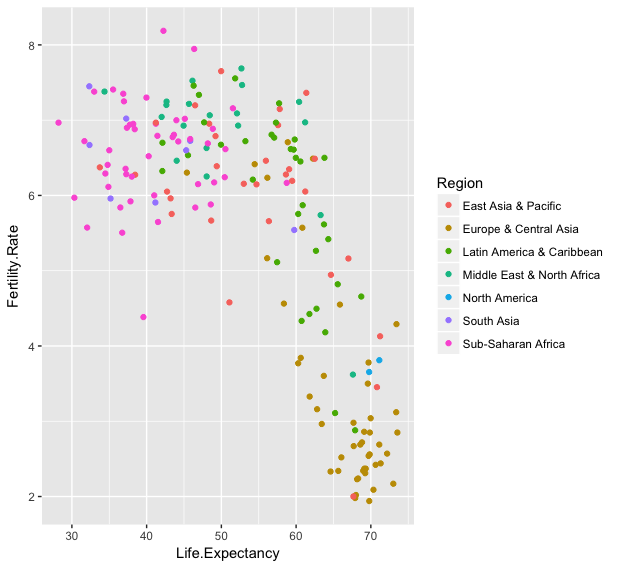 8
6
4
2
Fertility.Rate
30 40 50 60 70
Life.Expectancy
Region
East Asia & Pacific
Europe & Central Asia
Latin America & Caribbean
Middle East & North Africa
North America
South Asia
Sub-Saharan Africa